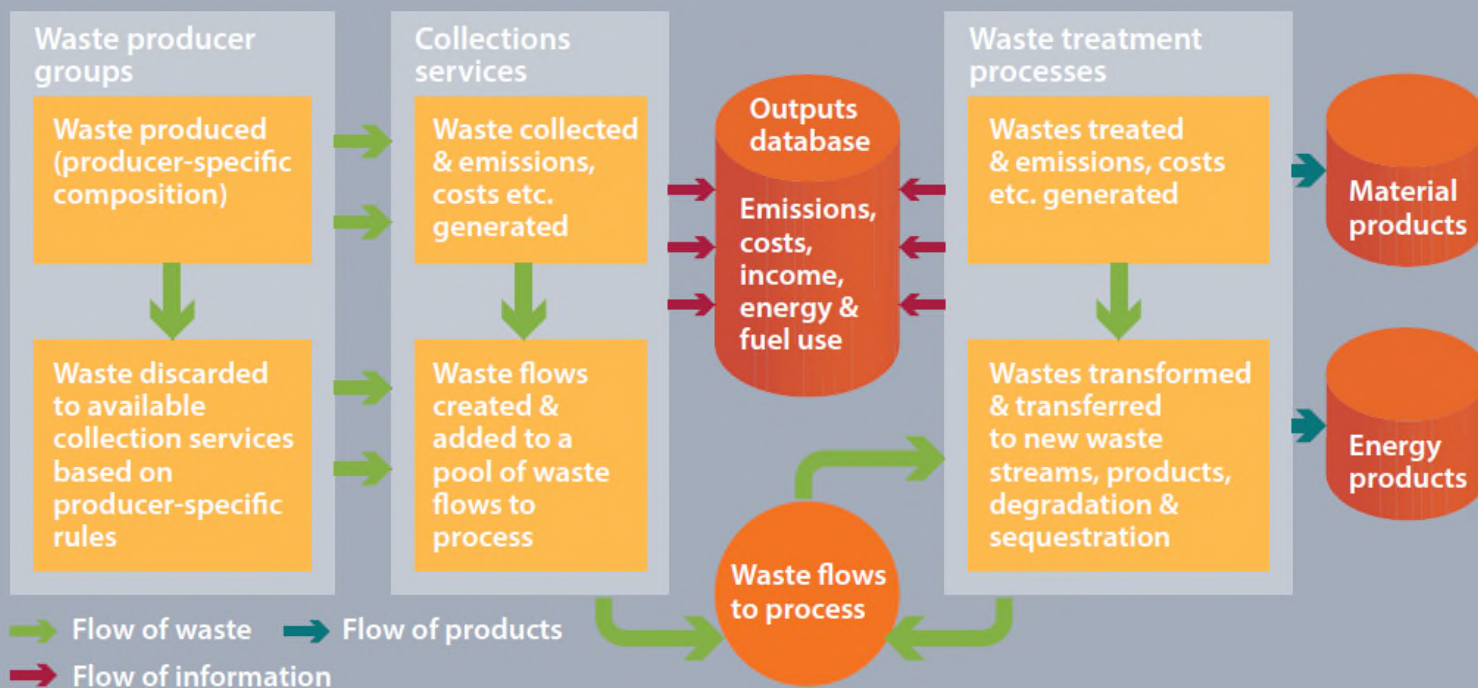 Waste producer
groups
Waste produced
(producer-specific
composition)
Waste discarded
to available
collection services
based on
producer-specific
rules
Collections
services
Waste collected
& emissions,
costs etc.
generated
Waste flows
created &
added to a
pool of waste
flows to
process
Outputs
database
Emissions,
costs,
income,
energy &
fuel use
Waste flows
to process
Waste treatment
processes
Wastes treated
& emissions, costs
etc. generated
Wastes transformed
& transferred
to new waste
streams, products,
degradation &
sequestration
Material
products
Energy
products
Flow of waste
Flow of products
Flow of information